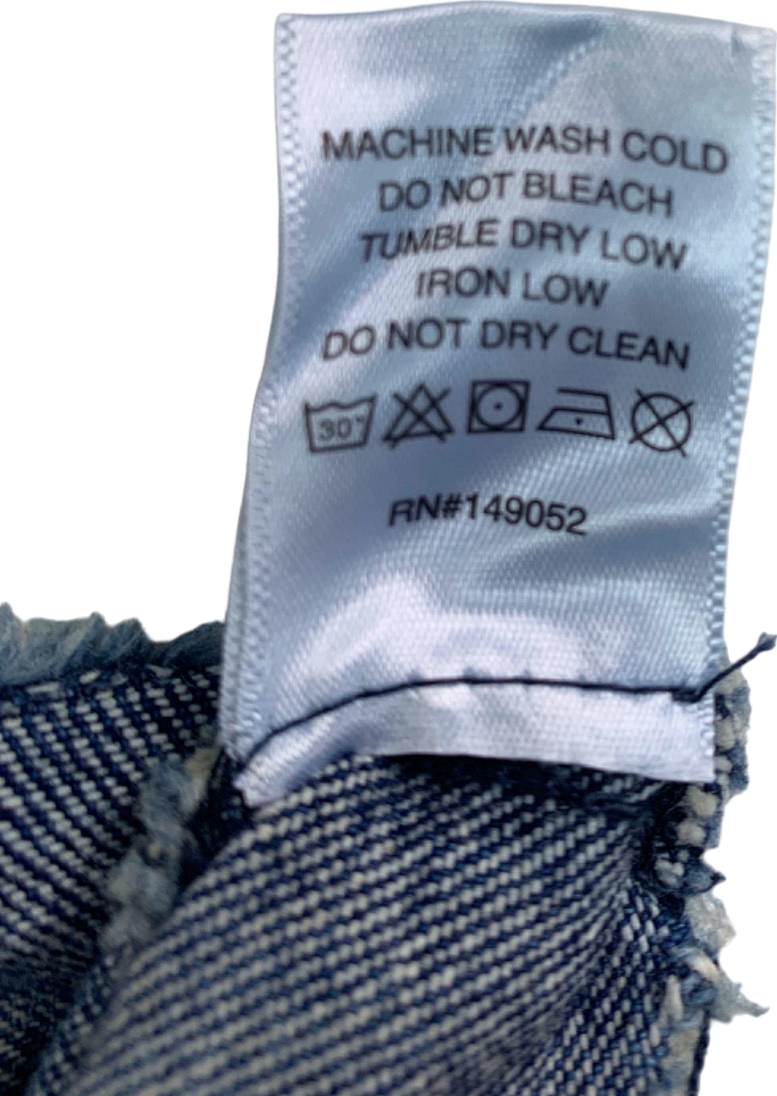 MACHINE WASH COLD
DO NOT BLEACH
TUMBLE DRY LOW
IRON LOW
DO NOT DRY CLEAN
30°
RN#149052